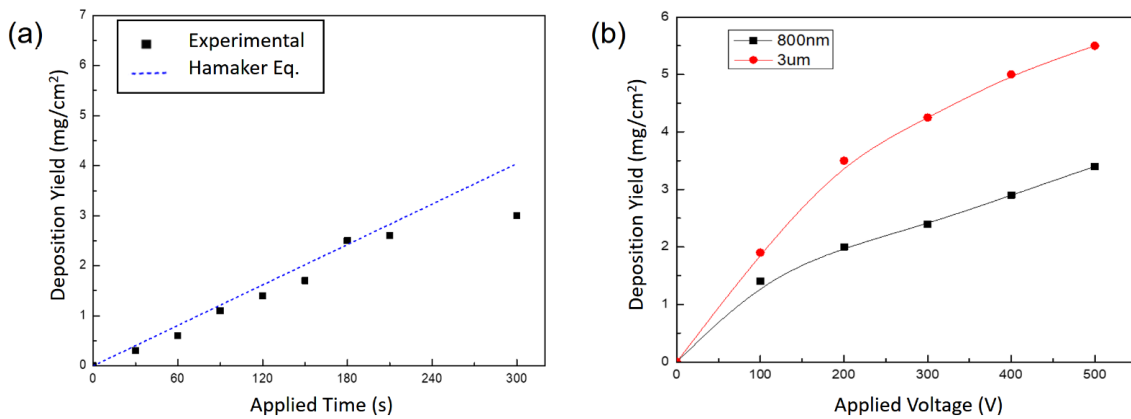 (a)
Deposition Yield (mg/cm²)
7
6
5
4
3
2
1
0
Experimental
Hamaker Eq.
0 60 120 180 240 300
Applied Time (s)
(b)
Deposition Yield (mg/cm²)
6
5
4
3
2
1
0
800nm
3um
0 100 200 300 400 500
Applied Voltage (V)